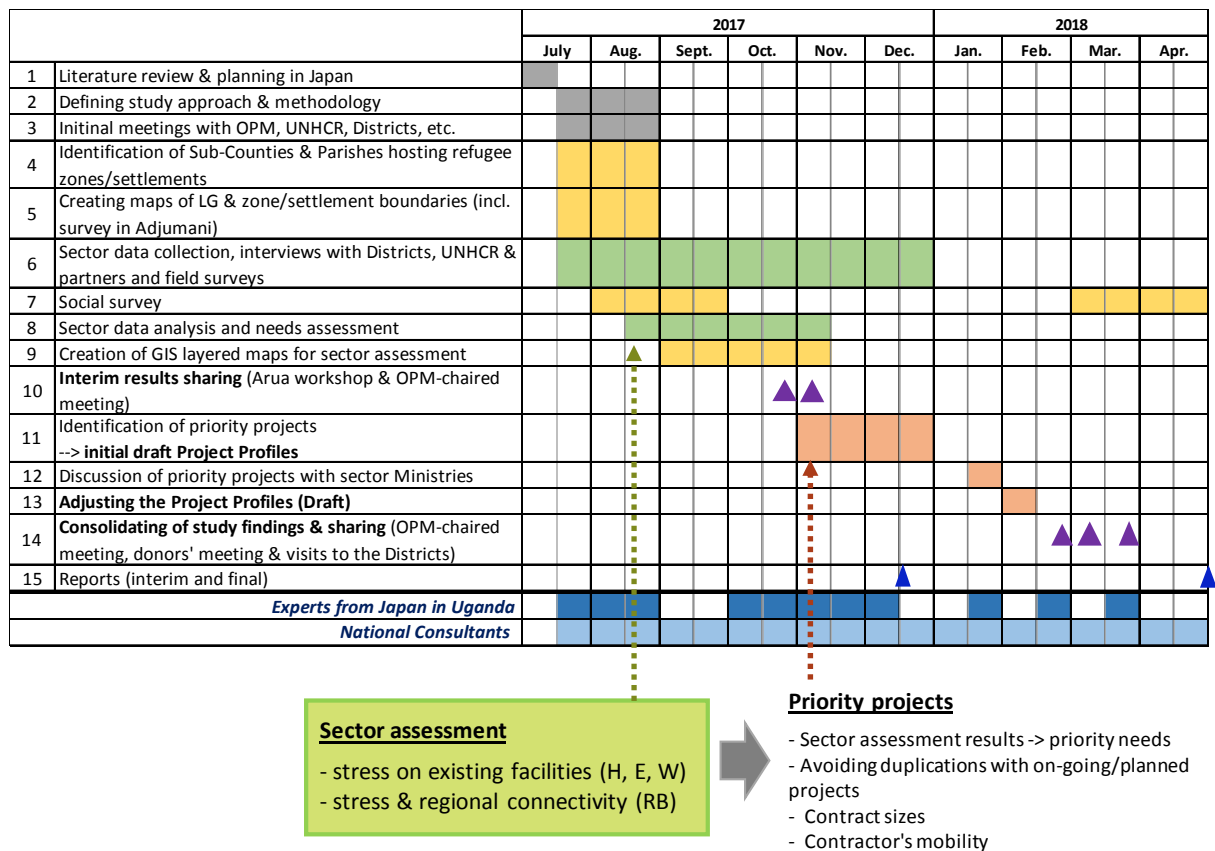 2017 2018
July Aug. Sept. Oct. Nov. Dec. Jan. Feb. Mar. Apr.
1 Literature review & planning in Japan
2 Defining study approach & methodology
3 Initinal meetings with OPM, UNHCR, Districts, etc.
4 Identification of Sub-Counties & Parishes hosting refugee
zones/settlements
5 Creating maps of LG & zone/settlement boundaries (incl.
survey in Adjumani)
6 Sector data collection, interviews with Districts, UNHCR &
partners and field surveys
7 Social survey
8 Sector data analysis and needs assessment
9 Creation of GIS layered maps for sector assessment
10 Interim results sharing (Arua workshop & OPM-chaired
meeting)
11 Identification of priority projects
--> initial draft Project Profiles
12 Discussion of priority projects with sector Ministries
13 Adjusting the Project Profiles (Draft)
14 Consolidating of study findings & sharing (OPM-chaired
meeting, donors' meeting & visits to the Districts)
15 Reports (interim and final)
Experts from Japan in Uganda
National Consultants
Sector assessment
- stress on existing facilities (H, E, W)
- stress & regional connectivity (RB)
Priority projects
- Sector assessment results -> priority needs
- Avoiding duplications with on-going/planned
projects
- Contract sizes
- Contractor's mobility